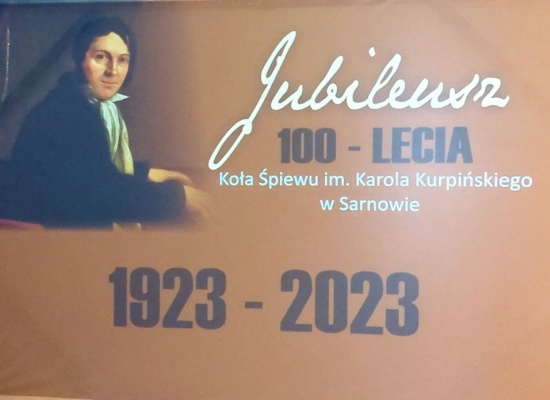 Jubileusz
100 - LECIA
Koła Śpiewu im. Karola Kurpińskiego
w Sarnowie
1923 - 2023